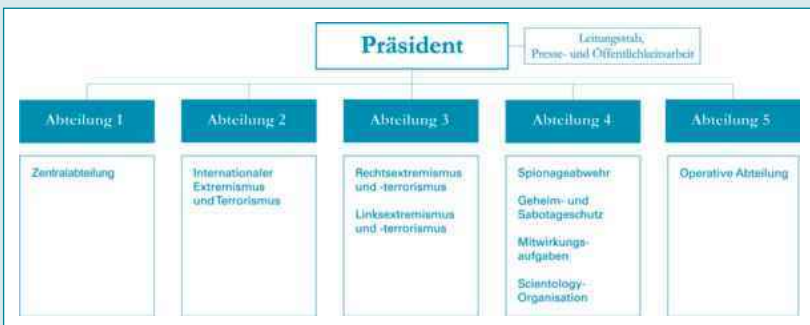 Präsident
Leitungsstab,
Presse- und Öffentlichkeitsarbeit
Abteilung 1
Abteilung 2
Abteilung 3
Abteilung 4
Abteilung 5
Zentralabteilung
Internationaler
Extremismus
und Terrorismus
Rechtsextremismus
und -terrorismus
Linksextremismus
und -terrorismus
Spionageabwehr
Geheim- und
Sabotageschutz
Mitwirkungs-
aufgaben
Scientology-
Organisation
Operative Abteilung